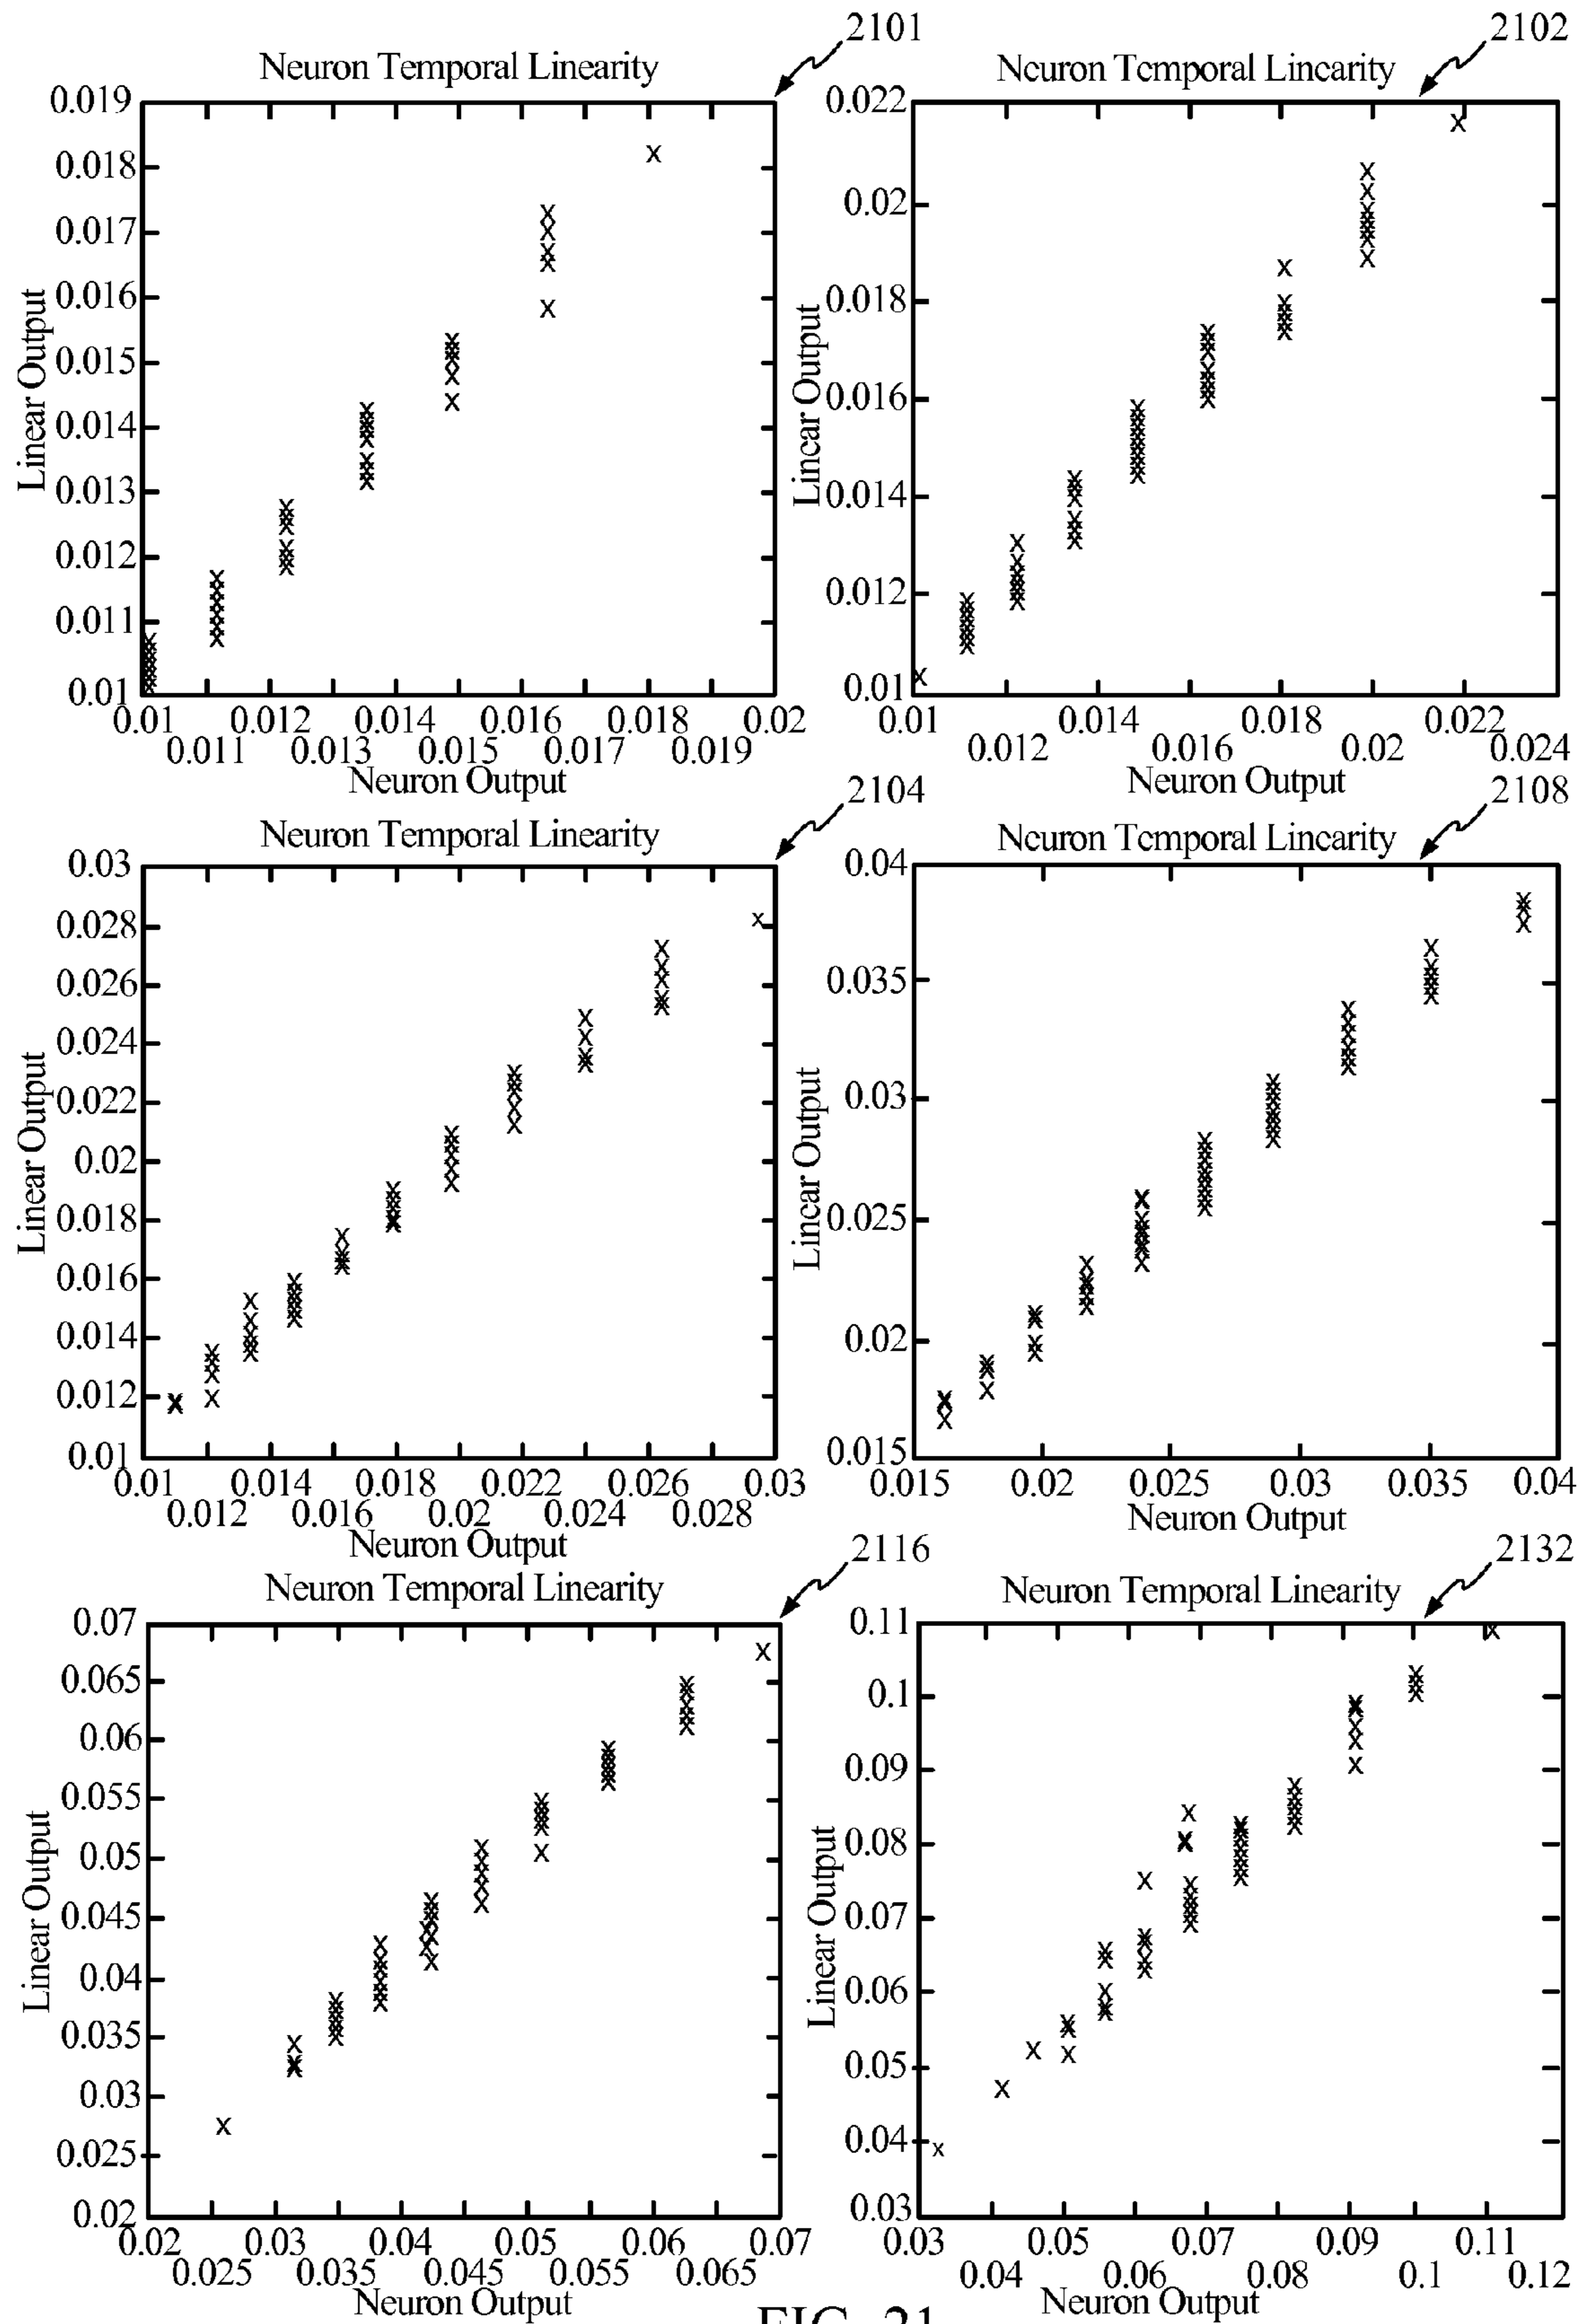 2101
Neuron Temporal Linearity
0.019
0.018
0.017
0.016
0.015
0.014
0.013
0.012
0.011
0.01
Linear Output
0.01 0.012 0.014 0.016 0.018 0.02
0.011 0.013 0.015 0.017 0.019
Neuron Output
2102
Neuron Temporal Linearity
0.022
0.02
0.018
0.016
0.014
0.012
0.01
Linear Output
0.01 0.014 0.018 0.022
0.012 0.016 0.02 0.024
Neuron Output
2104
Neuron Temporal Linearity
0.03
0.028
0.026
0.024
0.022
0.02
0.018
0.016
0.014
0.012
0.01
Linear Output
0.01 0.014 0.018 0.022 0.026 0.03
0.012 0.016 0.02 0.024 0.028
Neuron Output
2108
Neuron Temporal Linearity
0.04
0.035
0.03
0.025
0.02
0.015
Linear Output
0.015 0.02 0.025 0.03 0.035 0.04
Neuron Output
2116
Neuron Temporal Linearity
0.07
0.065
0.06
0.055
0.05
0.045
0.04
0.035
0.03
0.025
0.02
Linear Output
0.02 0.03 0.04 0.05 0.06 0.07
0.025 0.035 0.045 0.055 0.065
Neuron Output
2132
Neuron Temporal Linearity
0.11
0.1
0.09
0.08
0.07
0.06
0.05
0.04
0.03
Linear Output
0.03 0.05 0.07 0.09 0.11
0.04 0.06 0.08 0.1 0.12
Neuron Output
FIG. 21